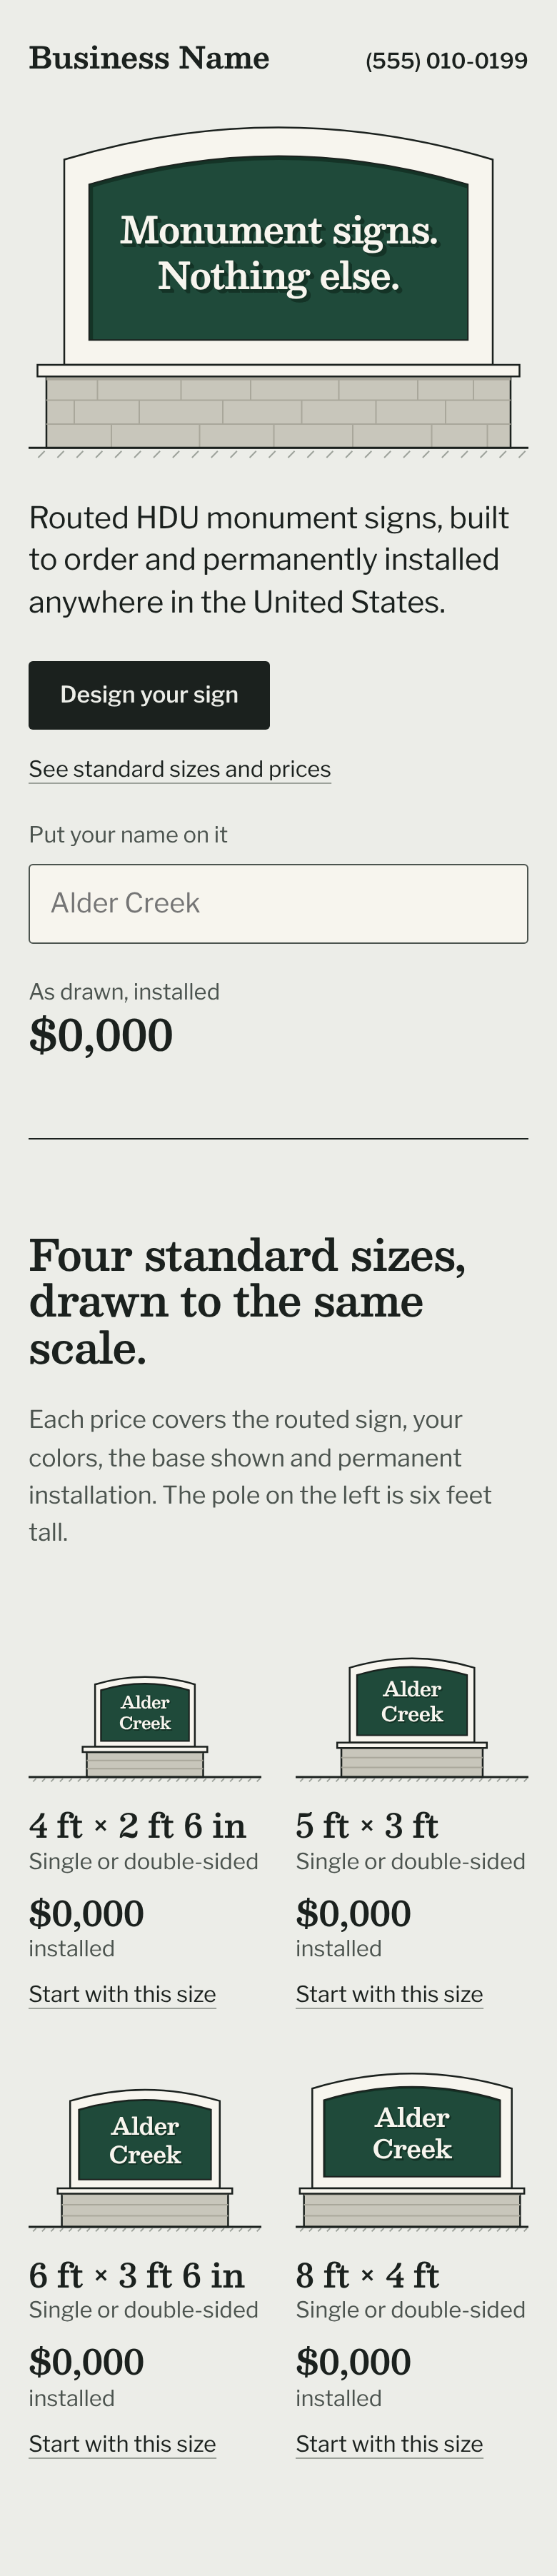 Business Name
(555) 010-0199
Monument signs.
Nothing else.
Routed HDU monument signs, built
to order and permanently installed
anywhere in the United States.
Design your sign
See standard sizes and prices
Put your name on it
Alder Creek
As drawn, installed
$0,000
Four standard sizes,
drawn to the same
scale.
Each price covers the routed sign, your
colors, the base shown and permanent
installation. The pole on the left is six feet
tall.
Alder
Creek
4 ft × 2 ft 6 in
Single or double-sided
$0,000
installed
Start with this size
Alder
Creek
5 ft × 3 ft
Single or double-sided
$0,000
installed
Start with this size
Alder
Creek
6 ft × 3 ft 6 in
Single or double-sided
$0,000
installed
Start with this size
Alder
Creek
8 ft × 4 ft
Single or double-sided
$0,000
installed
Start with this size